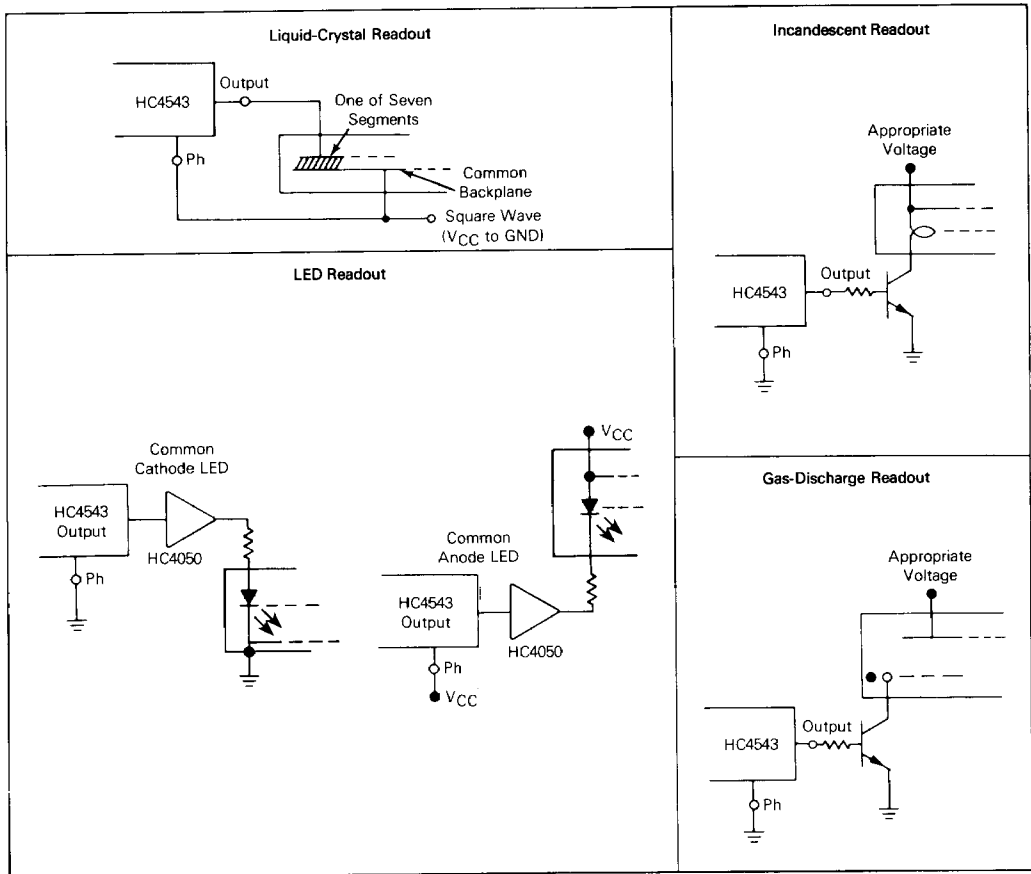 Liquid-Crystal Readout
HC4543
Output
Ph
One of Seven
Segments
Common
Backplane
Square Wave
(VCC to GND)
Incandescent Readout
Appropriate
Voltage
HC4543
Output
Ph
LED Readout
Common
Cathode LED
HC4543
Output
HC4050
Ph
VCC
Common
Anode LED
HC4543
Output
HC4050
Ph
VCC
Gas-Discharge Readout
Appropriate
Voltage
HC4543
Output
Ph